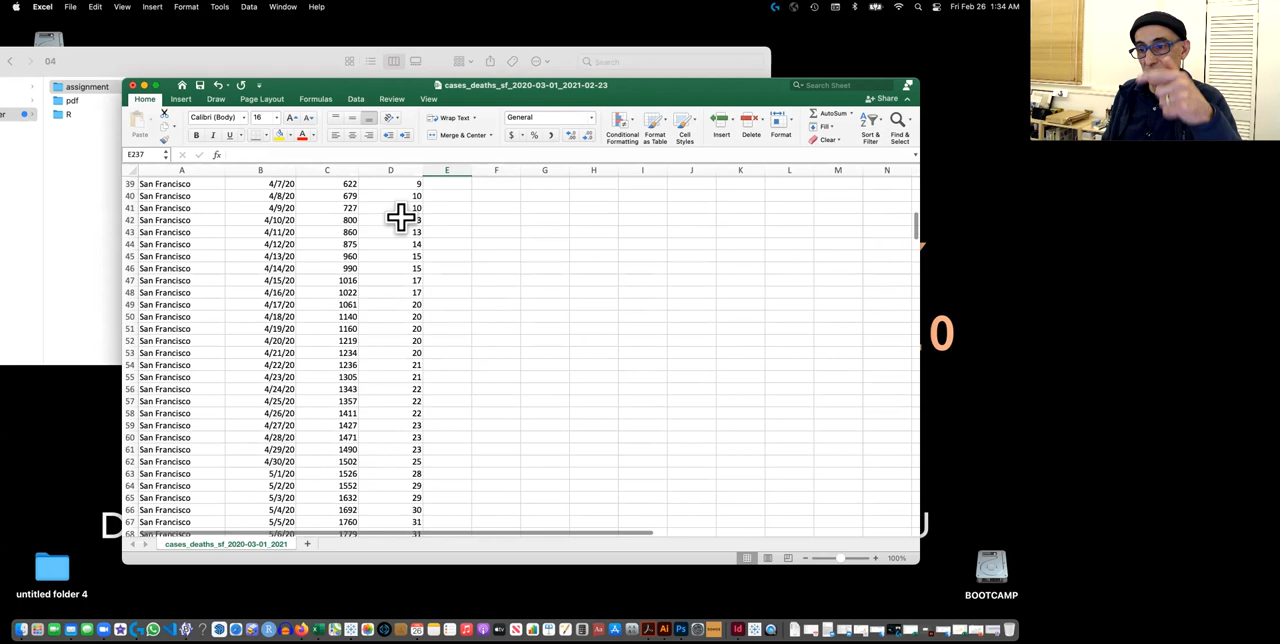 Excel File Edit View Insert Format Tools Data Window Help Fri Feb 26 1:34 AM
04
Search
assignment
pdf
R
cases_deaths_sf_2020-03-01_2021-02-23
Search Sheet
Home Insert Draw Page Layout Formulas Data Review View Share
Paste
Calibri (Body) 16 A A
Wrap Text
General
B I U A
Merge & Center
$ %
Conditional Formatting
Format as Table
Cell Styles
Insert
Delete
Format
AutoSum
Fill
Clear
Sort & Filter
Find & Select
E237 fx
A B C D E F G H I J K L M N
39 San Francisco 4/7/20 622 9
40 San Francisco 4/8/20 679 10
41 San Francisco 4/9/20 727 10
42 San Francisco 4/10/20 800 3
43 San Francisco 4/11/20 860 13
44 San Francisco 4/12/20 875 14
45 San Francisco 4/13/20 960 15
46 San Francisco 4/14/20 990 15
47 San Francisco 4/15/20 1016 17
48 San Francisco 4/16/20 1022 17
49 San Francisco 4/17/20 1061 20
50 San Francisco 4/18/20 1140 20
51 San Francisco 4/19/20 1160 20
52 San Francisco 4/20/20 1219 20
53 San Francisco 4/21/20 1234 20
54 San Francisco 4/22/20 1236 21
55 San Francisco 4/23/20 1305 21
56 San Francisco 4/24/20 1343 22
57 San Francisco 4/25/20 1357 22
58 San Francisco 4/26/20 1411 22
59 San Francisco 4/27/20 1427 23
60 San Francisco 4/28/20 1471 23
61 San Francisco 4/29/20 1490 23
62 San Francisco 4/30/20 1502 25
63 San Francisco 5/1/20 1526 28
64 San Francisco 5/2/20 1552 29
65 San Francisco 5/3/20 1632 29
66 San Francisco 5/4/20 1692 30
67 San Francisco 5/5/20 1760 31
68 San Francisco 5/6/20 1779 31
cases_deaths_sf_2020-03-01_2021
100%
untitled folder 4
BOOTCAMP